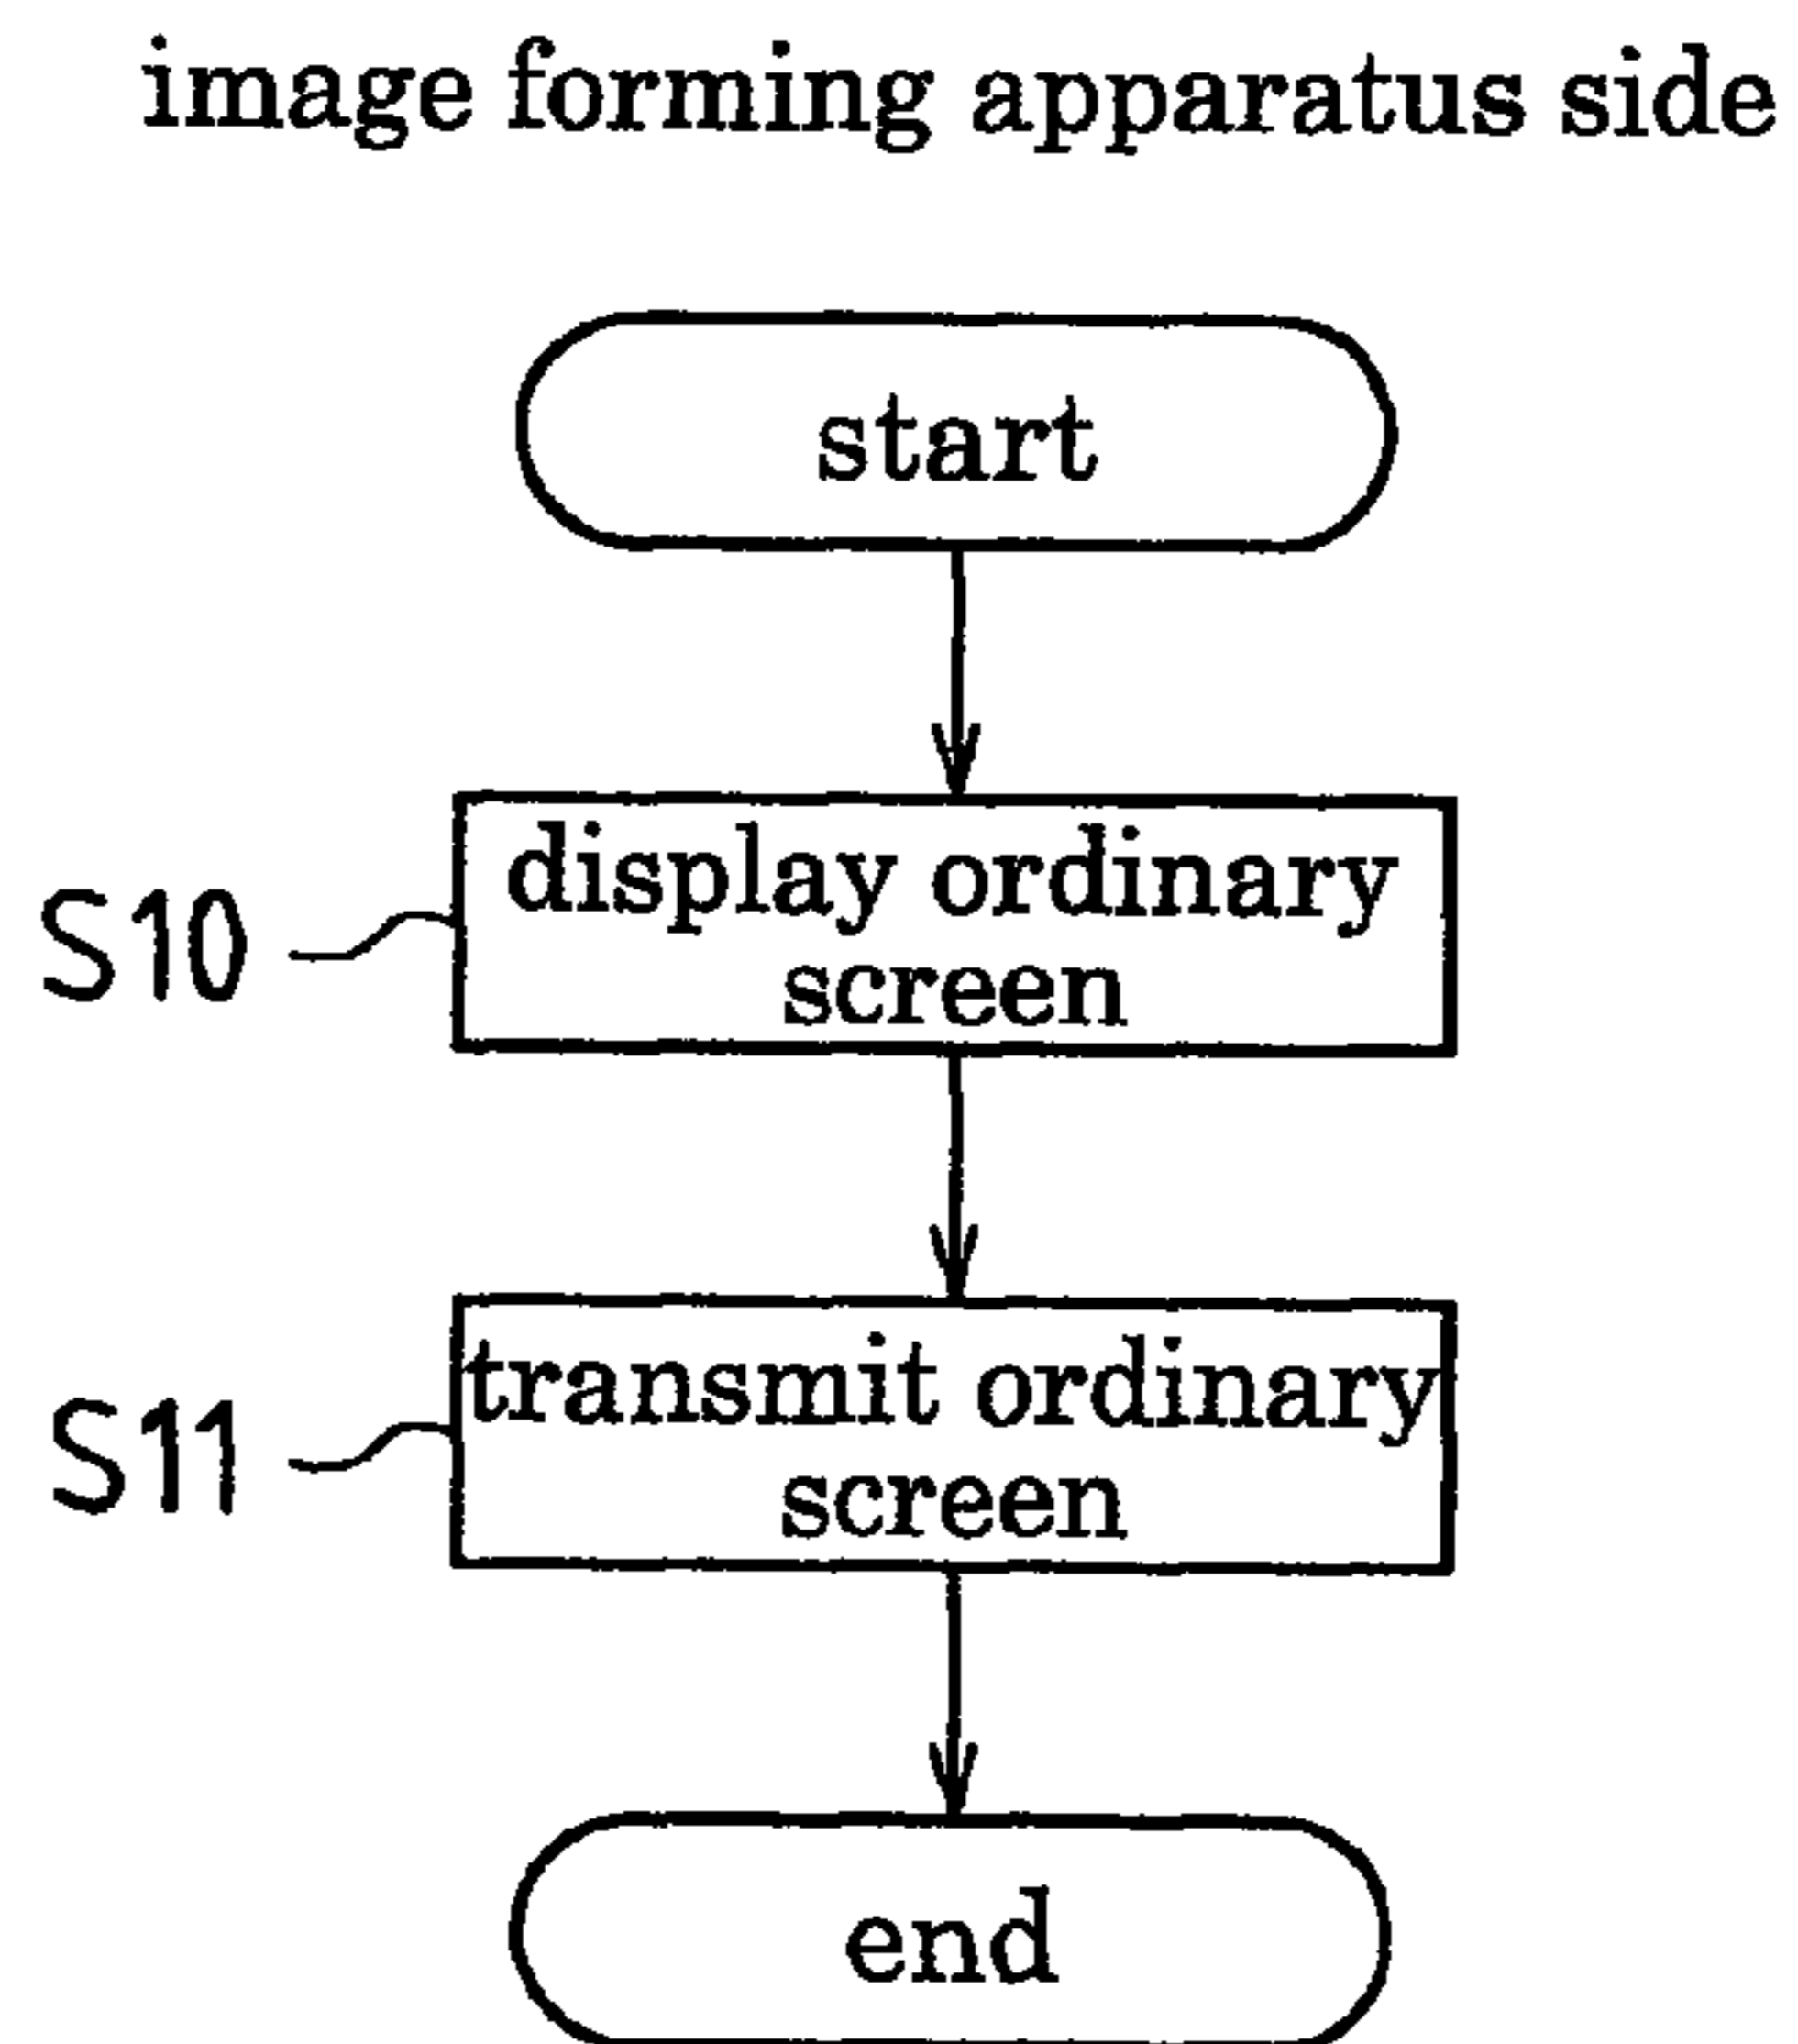 image forming apparatus side
start
S10
display ordinary
screen
S11
transmit ordinary
screen
end